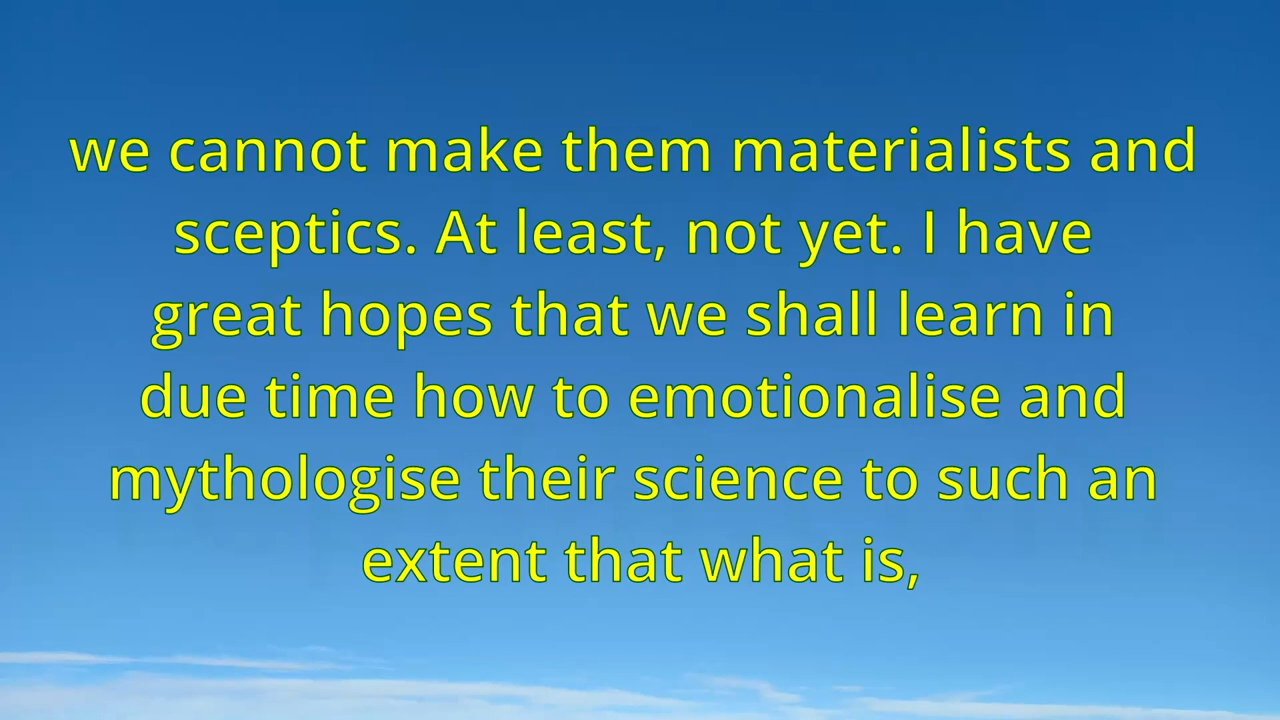 we cannot make them materialists and
sceptics. At least, not yet. I have
great hopes that we shall learn in
due time how to emotionalise and
mythologise their science to such an
extent that what is,